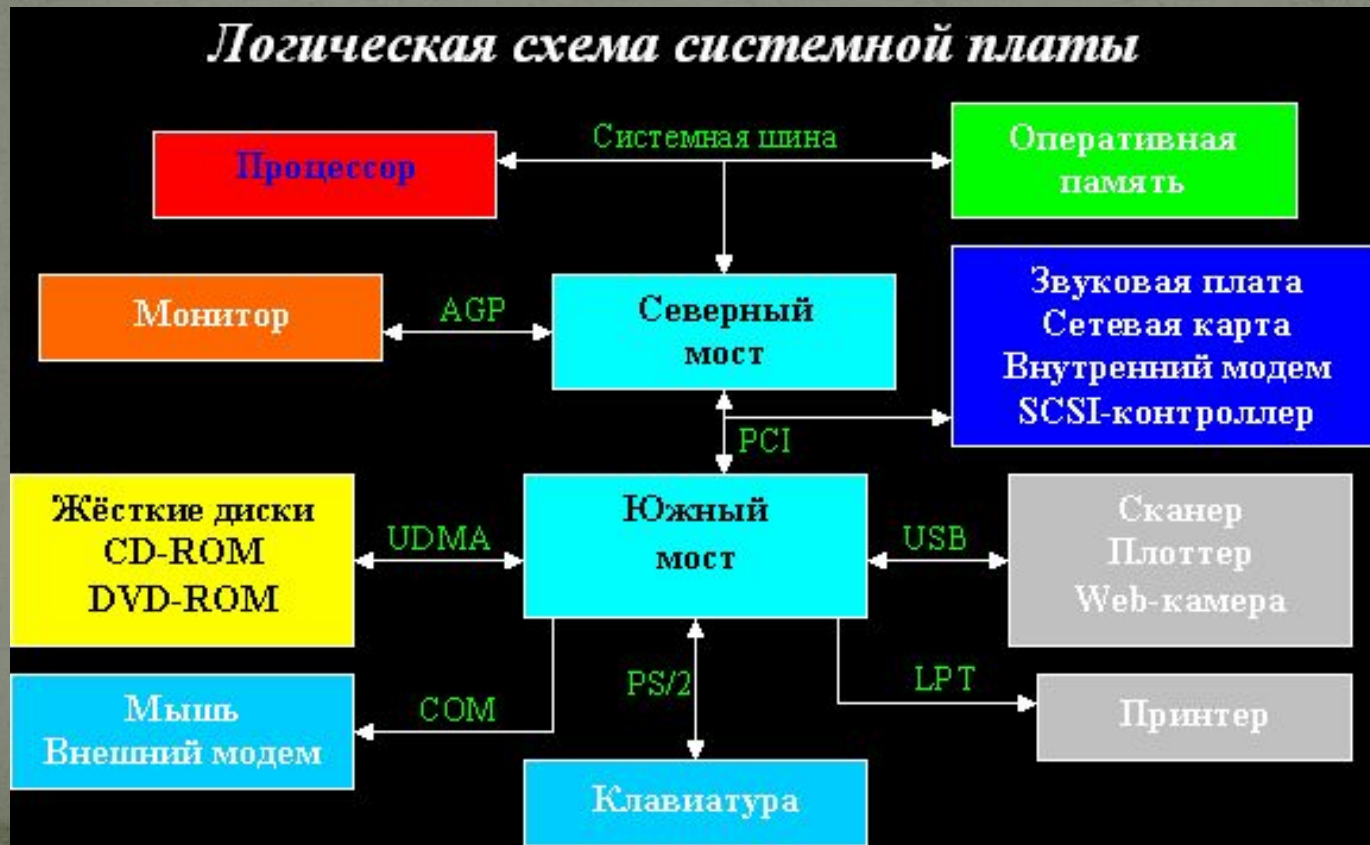 Логическая схема системной платы
Системная шина
Процессор
Оперативная
память
Монитор
AGP
Северный
мост
Звуковая плата
Сетевая карта
Внутренний модем
SCSI-контроллер
PCI
Жёсткие диски
CD-ROM
DVD-ROM
UDMA
Южный
мост
USB
Сканер
Плоттер
Web-камера
Мышь
Внешний модем
COM
PS/2
LPT
Принтер
Клавиатура